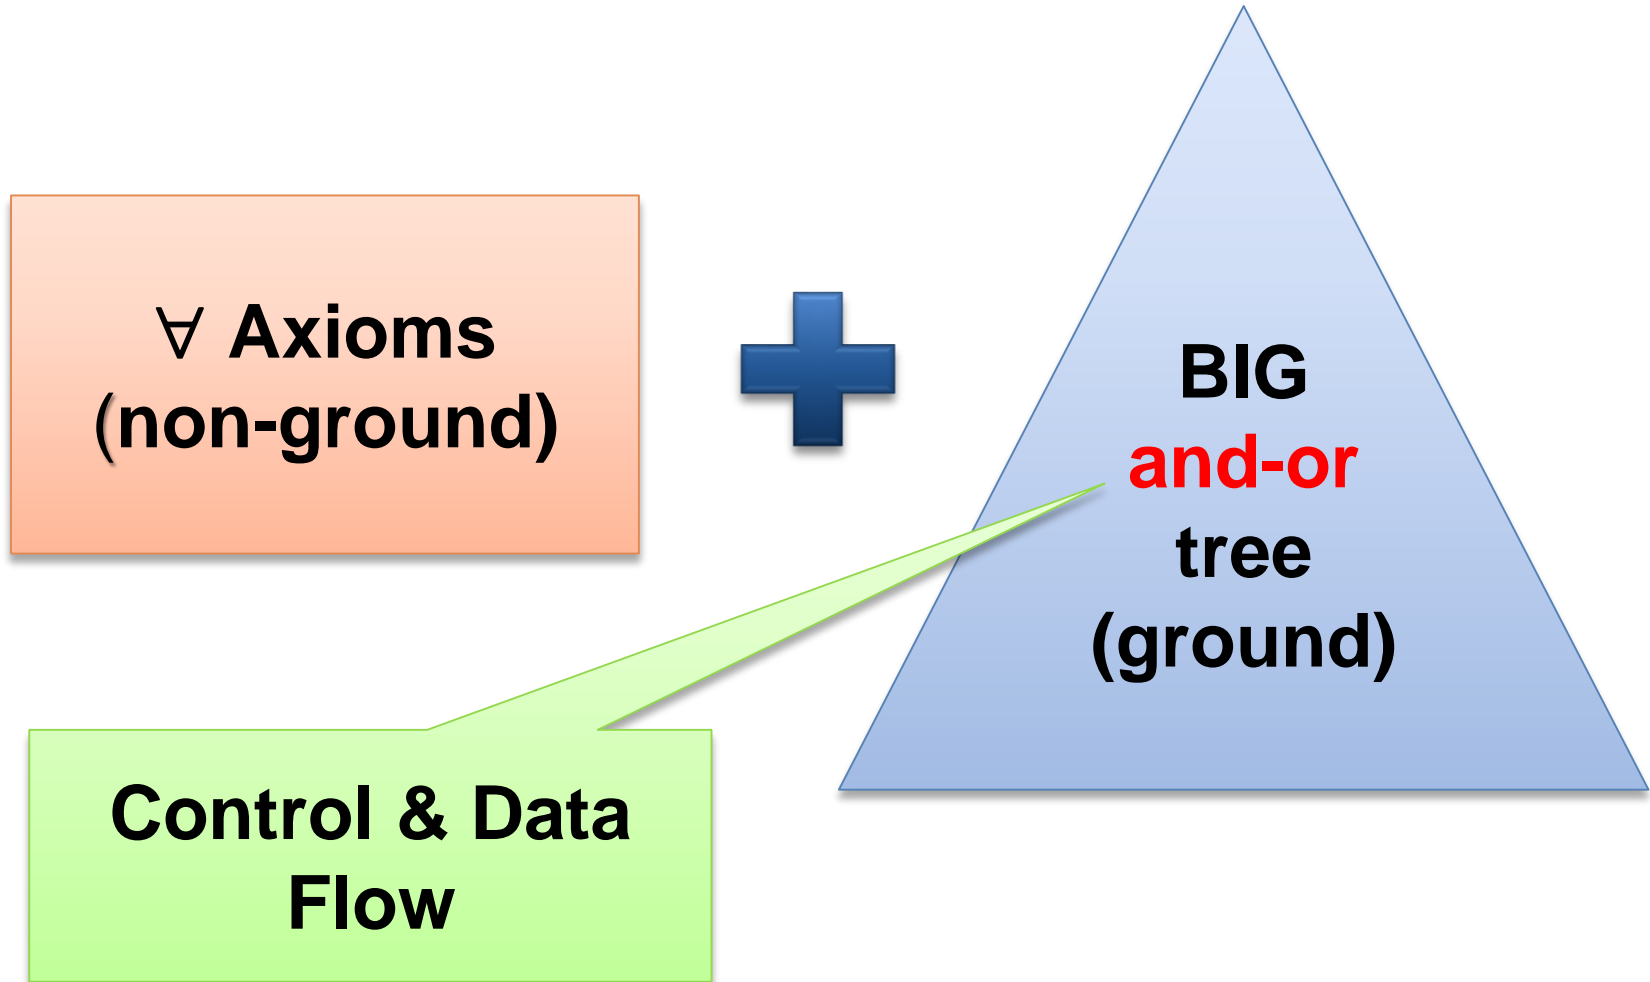 ∀ Axioms
(non-ground)
BIG
and-or
tree
(ground)
Control & Data
Flow